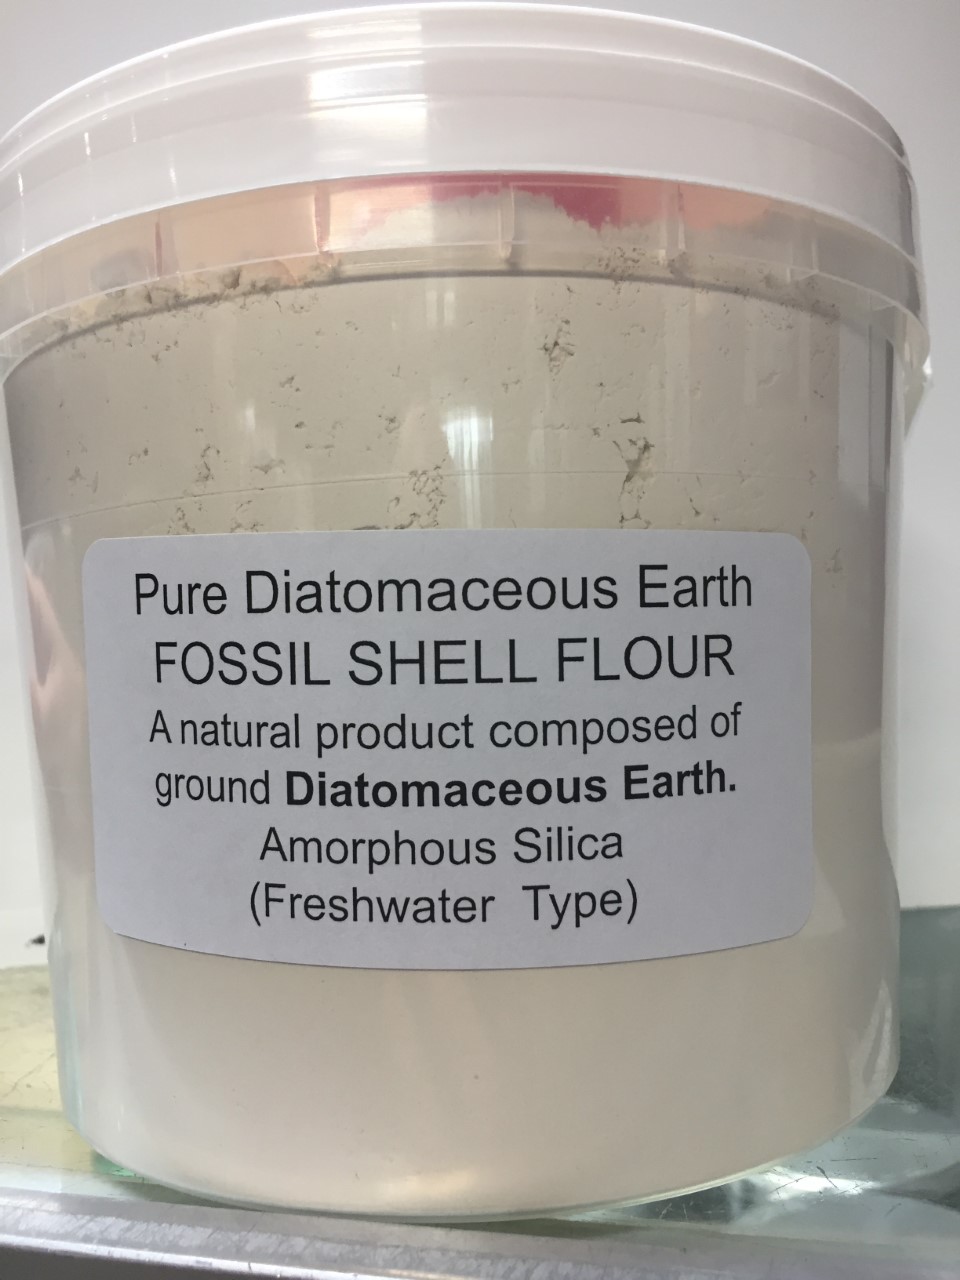 Pure Diatomaceous Earth
FOSSIL SHELL FLOUR
A natural product composed of
ground Diatomaceous Earth.
Amorphous Silica
(Freshwater Type)